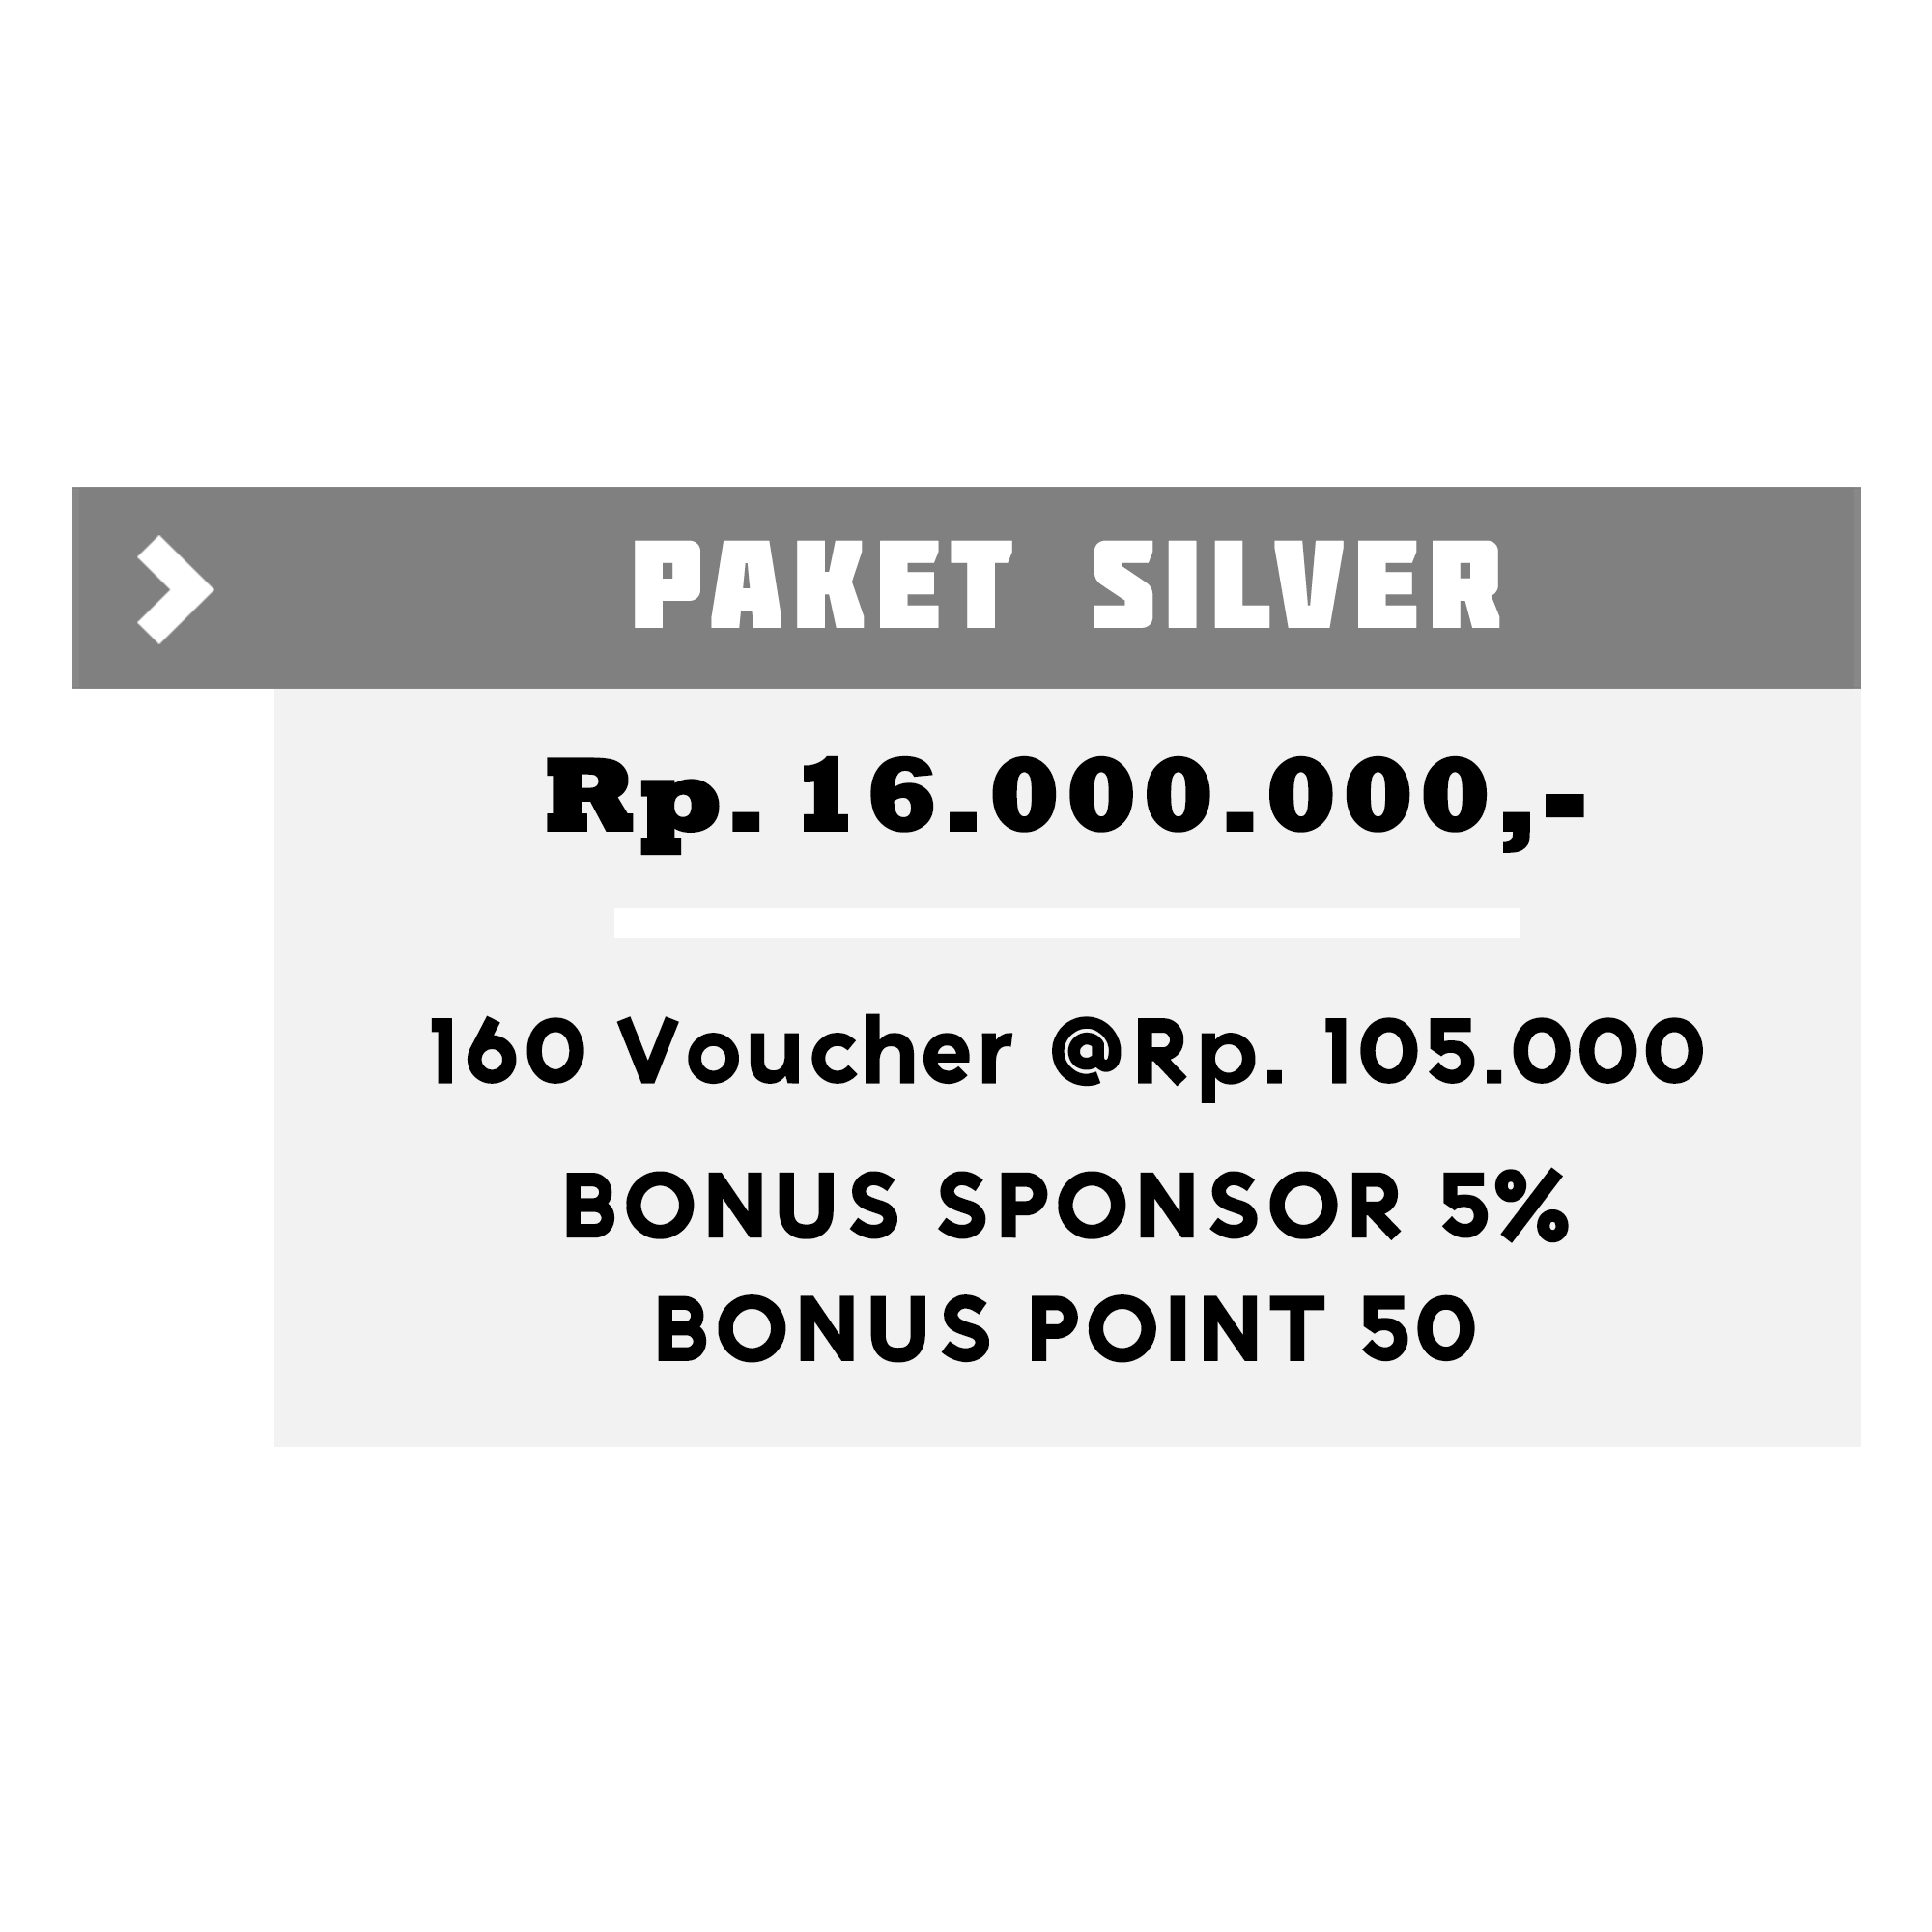 PAKET SILVER
Rp. 16.000.000,-
160 Voucher @Rp. 105.000
BONUS SPONSOR 5%
BONUS POINT 50